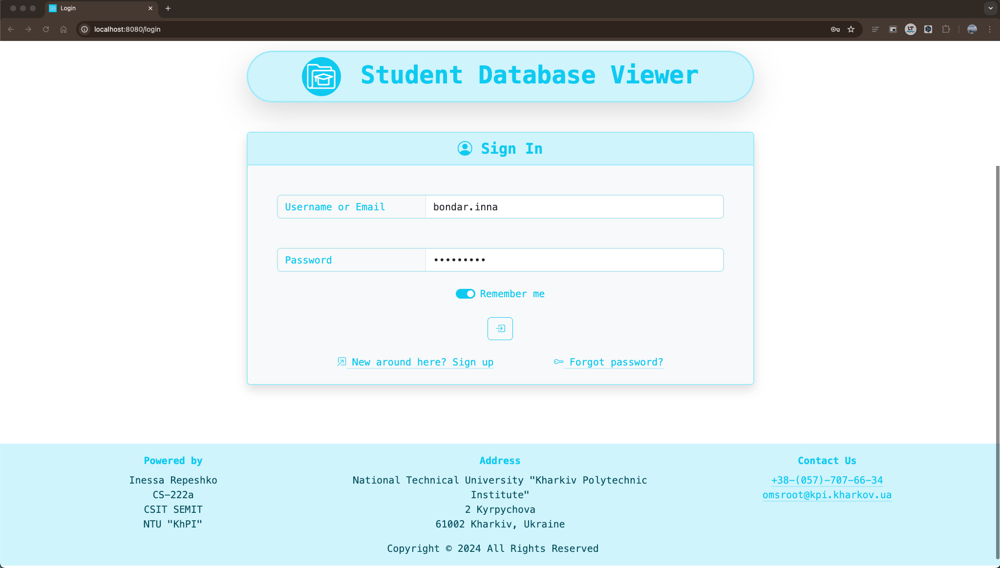 Login
localhost:8080/login
Student Database Viewer
Sign In
Username or Email
bondar.inna
Password
•••••••••
Remember me
New around here? Sign up
Forgot password?
Powered by
Inessa Repeshko
CS-222a
CSIT SEMIT
NTU "KhPI"
Address
National Technical University "Kharkiv Polytechnic
Institute"
2 Kyrpychova
61002 Kharkiv, Ukraine
Contact Us
+38-(057)-707-66-34
omsroot@kpi.kharkov.ua
Copyright © 2024 All Rights Reserved